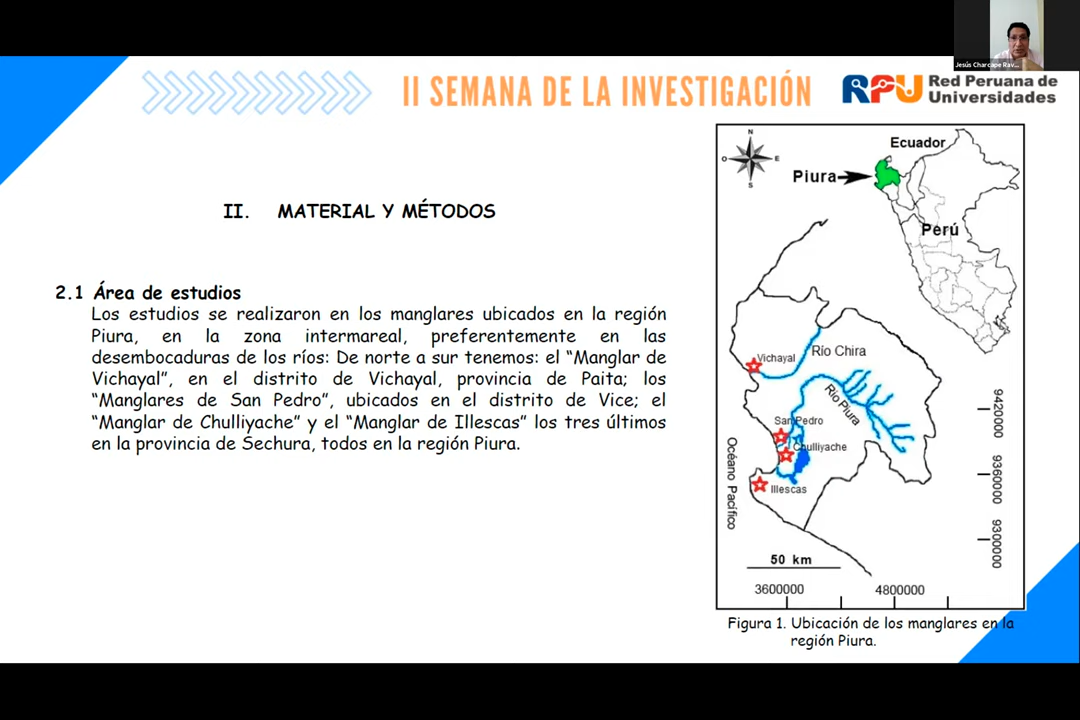 Jesús Charcape Rav...
II SEMANA DE LA INVESTIGACIÓN
RPU
Red Peruana de
Universidades
II. MATERIAL Y MÉTODOS
2.1 Área de estudios
Los estudios se realizaron en los manglares ubicados en la región
Piura, en la zona intermareal, preferentemente en las
desembocaduras de los ríos: De norte a sur tenemos: el “Manglar de
Vichayal”, en el distrito de Vichayal, provincia de Paita; los
“Manglares de San Pedro”, ubicados en el distrito de Vice; el
“Manglar de Chulliyache” y el “Manglar de Illescas” los tres últimos
en la provincia de Sechura, todos en la región Piura.
N
O
E
S
Ecuador
Piura
Perú
Vichayal
Río Chira
Río Piura
San Pedro
Chulliyache
Illescas
Océano Pacífico
9420000
9360000
9300000
50 km
3600000
4800000
Figura 1. Ubicación de los manglares en la
región Piura.